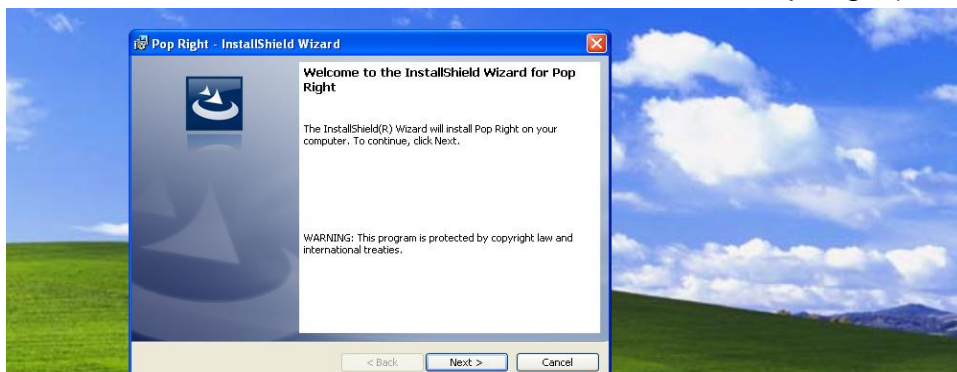 Pop Right - InstallShield Wizard
Welcome to the InstallShield Wizard for Pop
Right
The InstallShield(R) Wizard will install Pop Right on your
computer. To continue, click Next.
WARNING: This program is protected by copyright law and
international treaties.
< Back Next > Cancel